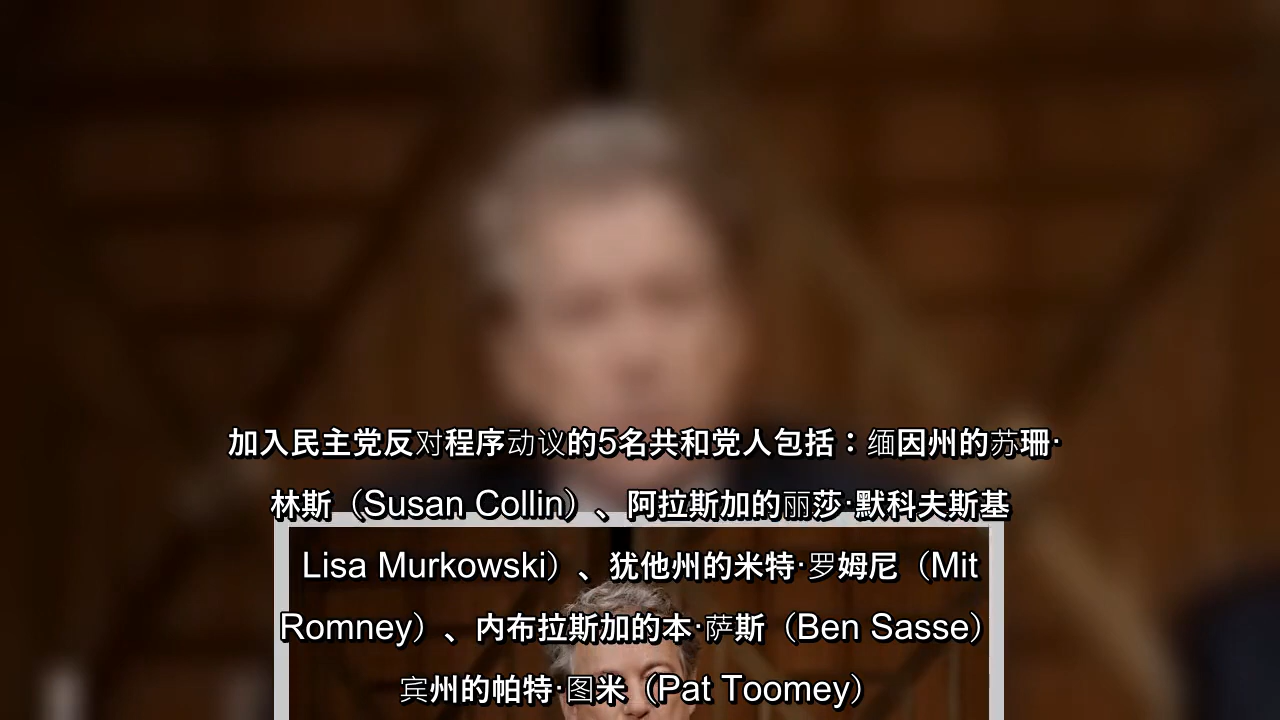 加入民主党反对程序动议的5名共和党人包括：缅因州的苏珊·
林斯（Susan Collin）、阿拉斯加的丽莎·默科夫斯基
Lisa Murkowski）、犹他州的米特·罗姆尼（Mit
Romney）、内布拉斯加的本·萨斯（Ben Sasse）
宾州的帕特·图米（Pat Toomey）